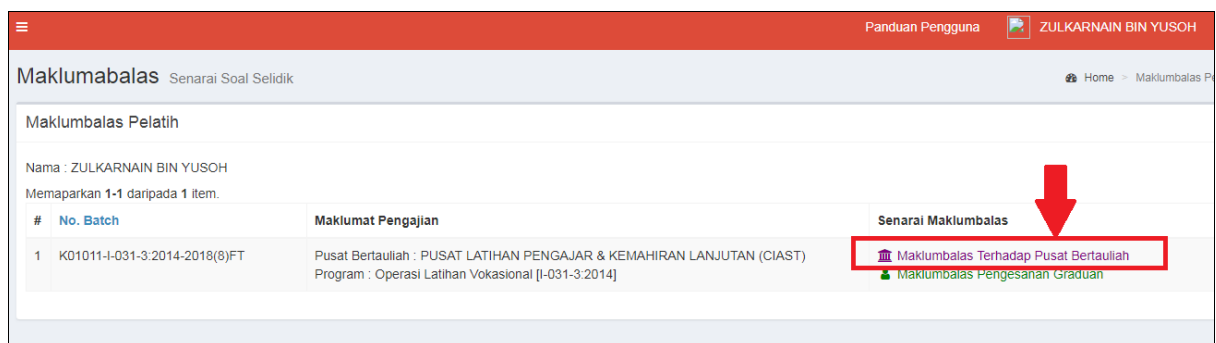 Panduan Pengguna ZULKARNAIN BIN YUSOH
Maklumabalas Senarai Soal Selidik
Home > Maklumbalas Pe
Maklumbalas Pelatih
Nama : ZULKARNAIN BIN YUSOH
Memaparkan 1-1 daripada 1 item.
# No. Batch Maklumat Pengajian Senarai Maklumbalas
1 K01011-I-031-3:2014-2018(8)FT Pusat Bertauliah : PUSAT LATIHAN PENGAJAR & KEMAHIRAN LANJUTAN (CIAST) Maklumbalas Terhadap Pusat Bertauliah
Program : Operasi Latihan Vokasional [I-031-3:2014] Maklumbalas Pengesanan Graduan